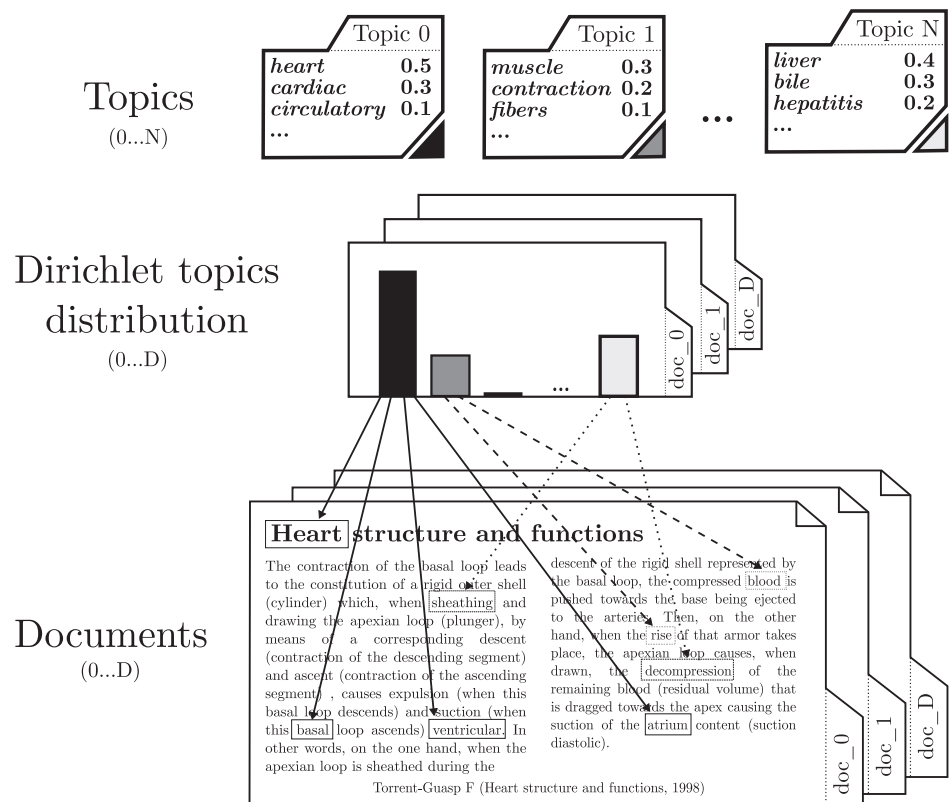 Topics
(0...N)
Topic 0
heart 0.5
cardiac 0.3
circulatory 0.1
...
Topic 1
muscle 0.3
contraction 0.2
fibers 0.1
...
...
Topic N
liver 0.4
bile 0.3
hepatitis 0.2
...
Dirichlet topics
distribution
(0...D)
...
doc_0
doc_1
doc_D
Documents
(0...D)
Heart structure and functions
The contraction of the basal loop leads
to the constitution of a rigid outer shell
(cylinder) which, when sheathing and
drawing the apexian loop (plunger), by
means of a corresponding descent
(contraction of the descending segment)
and ascent (contraction of the ascending
segment) , causes expulsion (when this
basal loop descends) and suction (when
this basal loop ascends) ventricular. In
other words, on the one hand, when the
apexian loop is sheathed during the
descent of the rigid shell represented by
the basal loop, the compressed blood is
pushed towards the base being ejected
to the arteries. Then, on the other
hand, when the rise of that armor takes
place, the apexian loop causes, when
drawn, the decompression of the
remaining blood (residual volume) that
is dragged towards the apex causing the
suction of the atrium content (suction
diastolic).
Torrent-Guasp F (Heart structure and functions, 1998)
doc_0
doc_1
doc_D